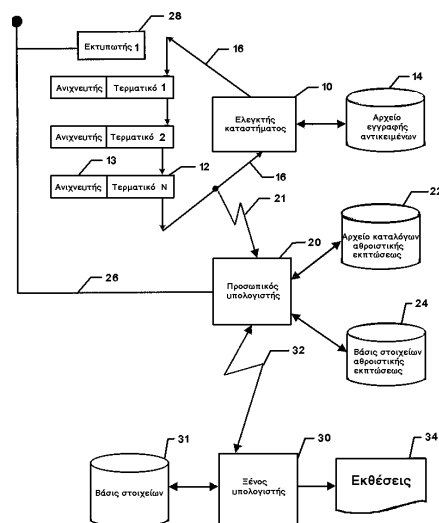 28
Εκτυπωτής 1
16
Ανιχνευτής Τερματικό 1
10
14
Ελεγκτής
καταστήματος
Αρχείο
εγγραφής
αντικειμένων
Ανιχνευτής Τερματικό 2
13
12
Ανιχνευτής Τερματικό N
16
21
22
20
Αρχείο καταλόγων
αθροιστικής
εκπτώσεως
26
Προσωπικός
υπολογιστής
24
Βάσις στοιχείων
αθροιστικής
εκπτώσεως
32
31
30
34
Βάσις στοιχείων
Ξένος
υπολογιστής
Εκθέσεις